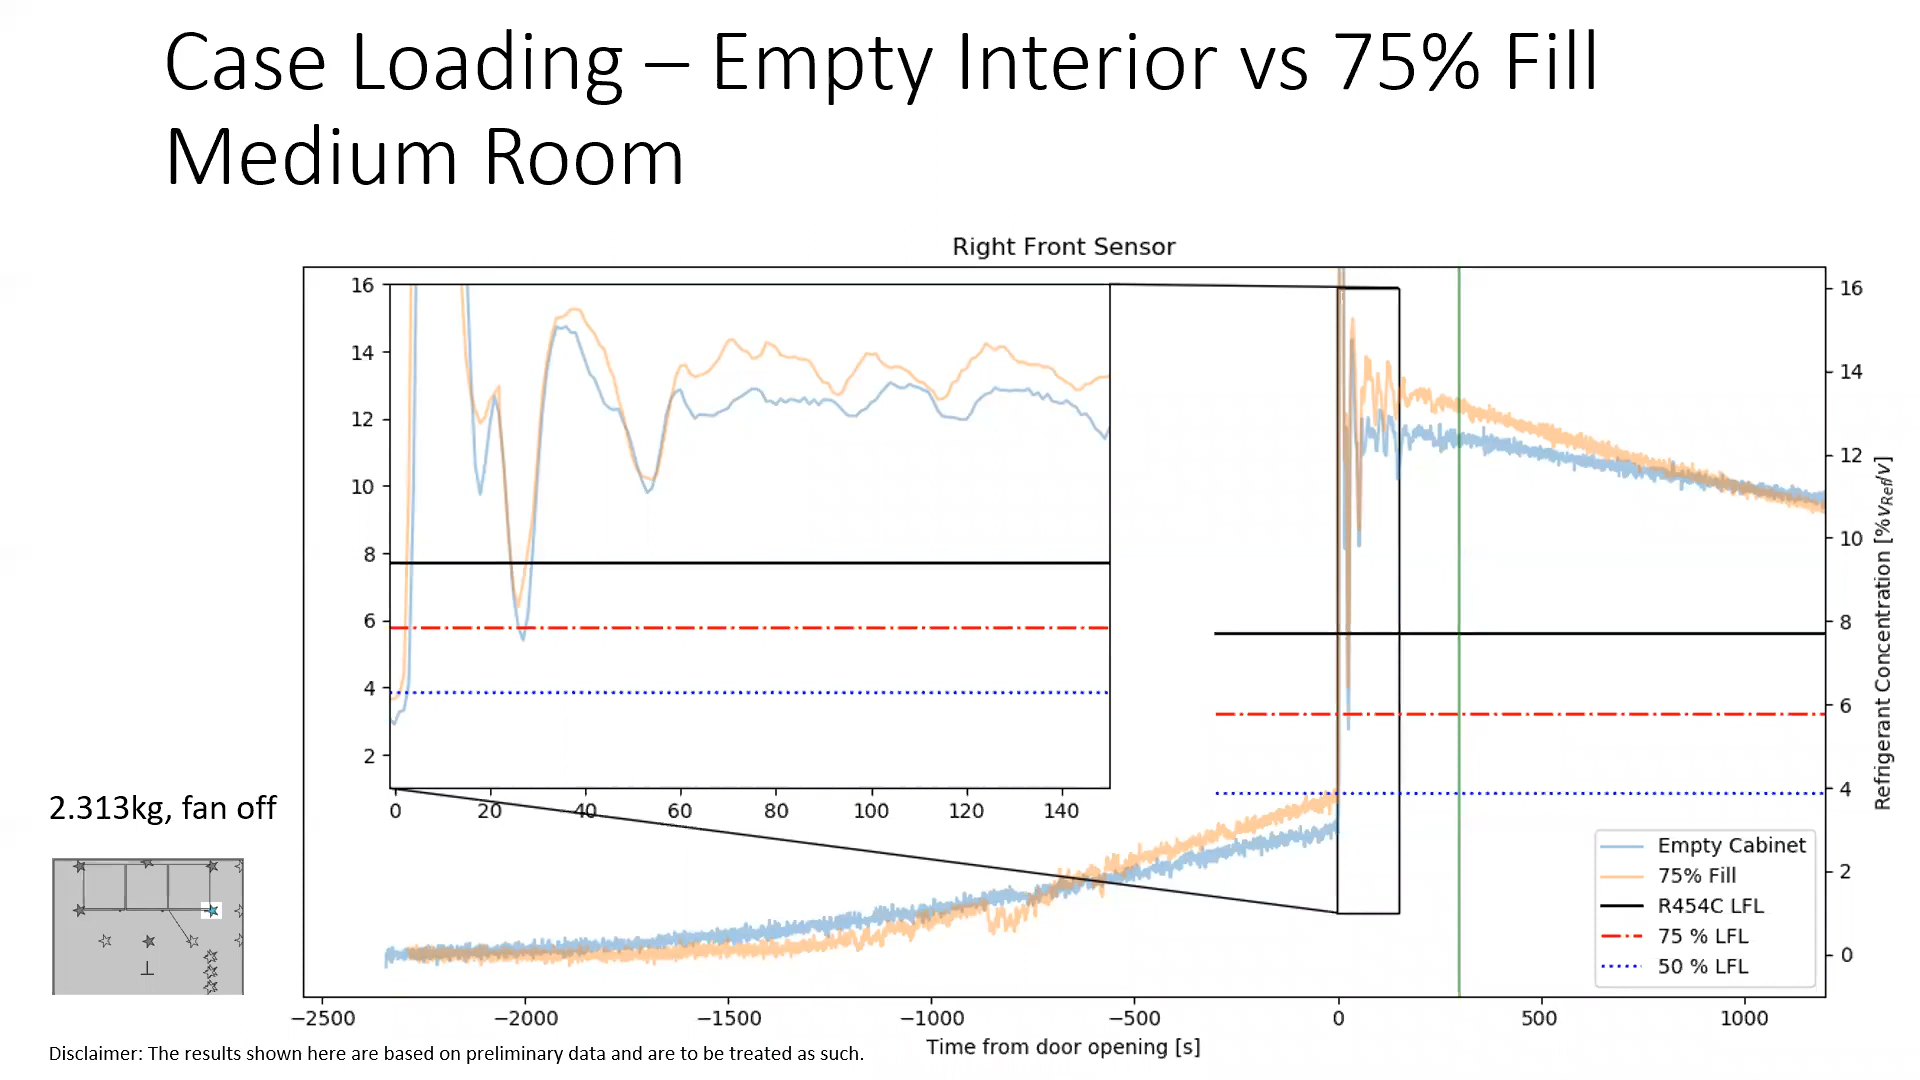 Case Loading – Empty Interior vs 75% Fill
Medium Room
Right Front Sensor
16
14
12
10
8
6
4
2
0 20 40 60 80 100 120 140
16
14
12
10
8
6
4
2
0
Refrigerant Concentration [%v_Ref/v]
2.313kg, fan off
Empty Cabinet
75% Fill
R454C LFL
75 % LFL
50 % LFL
−2500 −2000 −1500 −1000 −500 0 500 1000
Time from door opening [s]
Disclaimer: The results shown here are based on preliminary data and are to be treated as such.